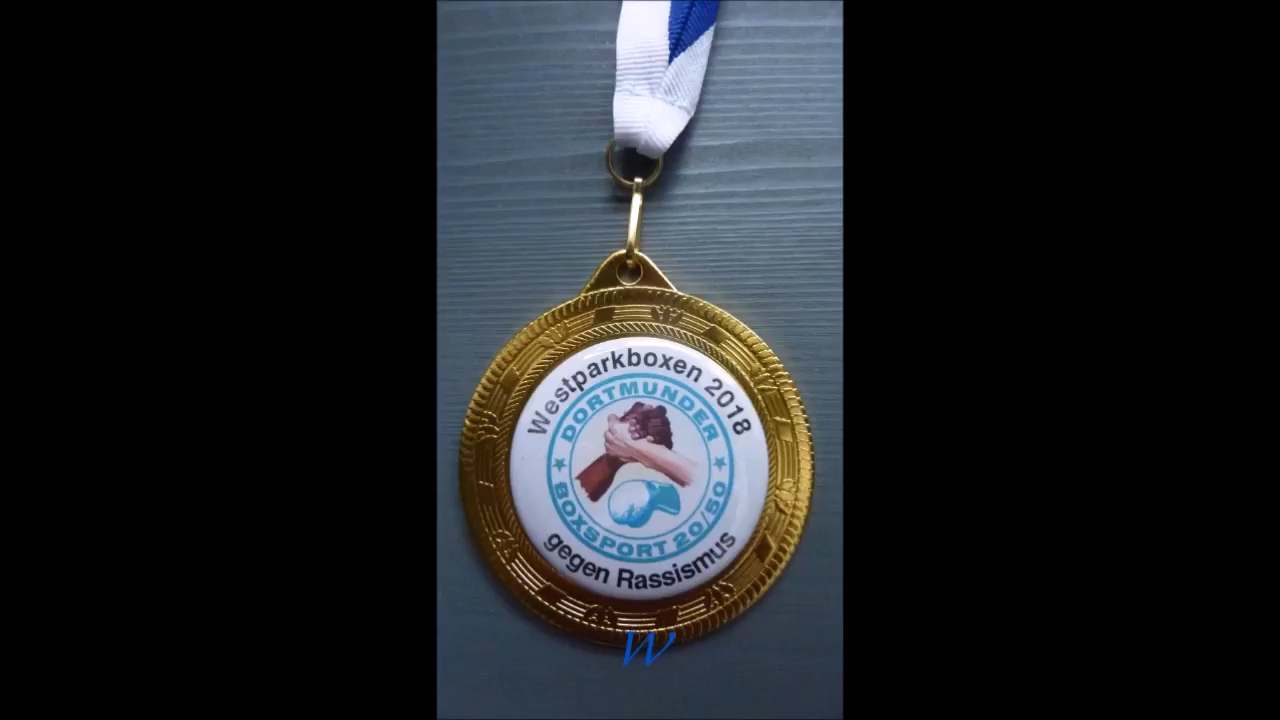 Westparkboxen 2018
DORTMUNDER
BOXSPORT 20/50
gegen Rassismus
W